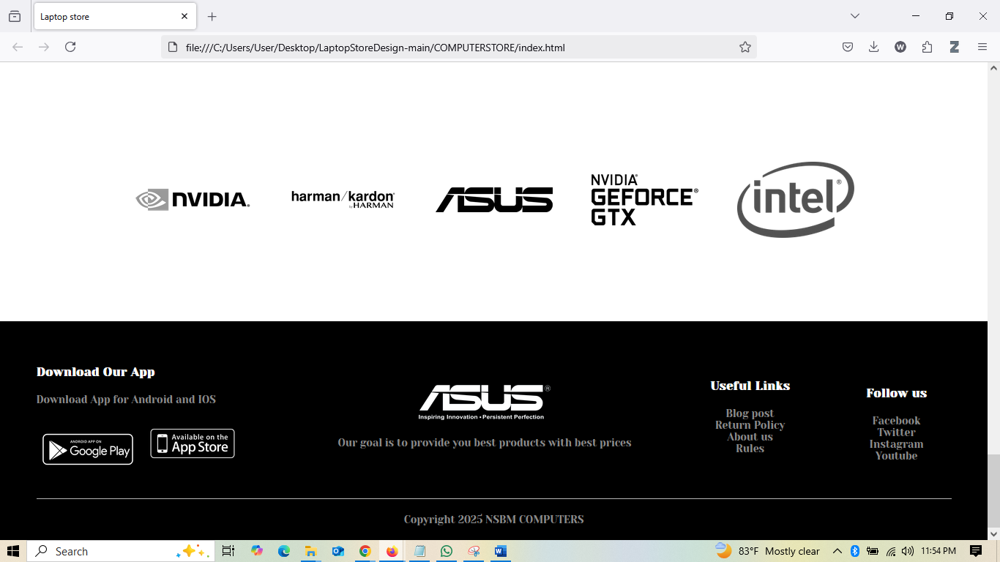 Laptop store
file:///C:/Users/User/Desktop/LaptopStoreDesign-main/COMPUTERSTORE/index.html
W
Z
NVIDIA.
harman/kardon®
by HARMAN
ASUS
NVIDIA®
GEFORCE®
GTX
intel®
Download Our App
Download App for Android and IOS
ANDROID APP ON
Google Play
Available on the
App Store
ASUS®
Inspiring Innovation • Persistent Perfection
Our goal is to provide you best products with best prices
Useful Links
Blog post
Return Policy
About us
Rules
Follow us
Facebook
Twitter
Instagram
Youtube
Copyright 2025 NSBM COMPUTERS
Search
83°F Mostly clear
11:54 PM